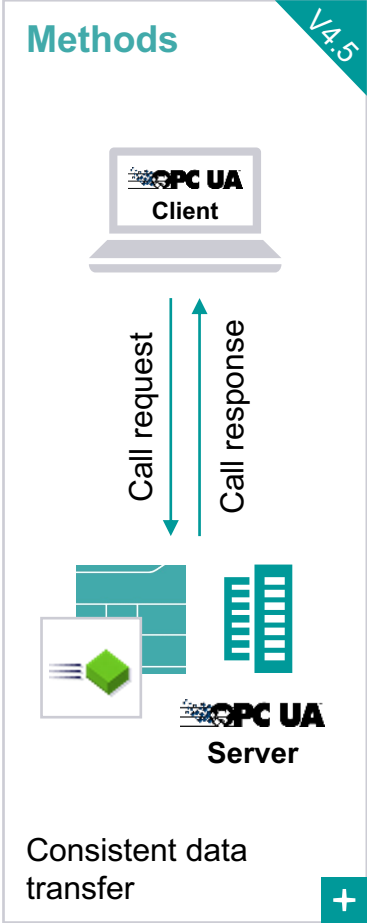 Methods
V4.5
OPC UA
Client
Call request
Call response
OPC UA
Server
Consistent data
transfer
+